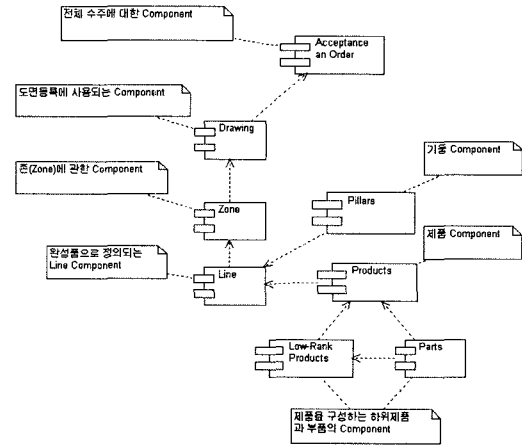 전체 수주에 대한 Component
Acceptance
an Order
도면등록에 사용되는 Component
Drawing
존(Zone)에 관한 Component
Zone
기둥 Component
Pillars
완성품으로 정의되는
Line Component
Line
제품 Component
Products
Low-Rank
Products
Parts
제품을 구성하는 하위제품
과 부품의 Component